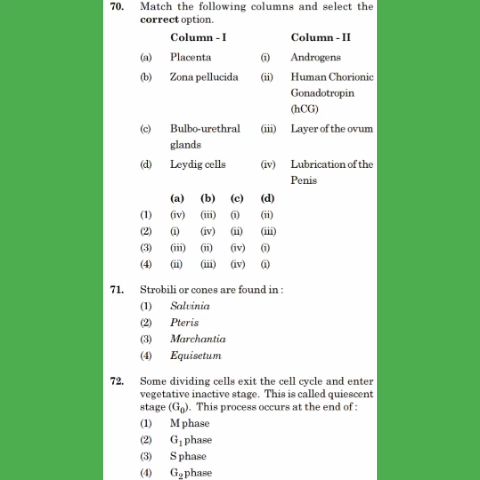 70. Match the following columns and select the
correct option.
Column - I Column - II
(a) Placenta (i) Androgens
(b) Zona pellucida (ii) Human Chorionic
Gonadotropin
(hCG)
(c) Bulbo-urethral (iii) Layer of the ovum
glands
(d) Leydig cells (iv) Lubrication of the
Penis
(a) (b) (c) (d)
(1) (iv) (iii) (i) (ii)
(2) (i) (iv) (ii) (iii)
(3) (iii) (ii) (iv) (i)
(4) (ii) (iii) (iv) (i)
71. Strobili or cones are found in :
(1) Salvinia
(2) Pteris
(3) Marchantia
(4) Equisetum
72. Some dividing cells exit the cell cycle and enter
vegetative inactive stage. This is called quiescent
stage (G₀). This process occurs at the end of :
(1) M phase
(2) G₁ phase
(3) S phase
(4) G₂ phase